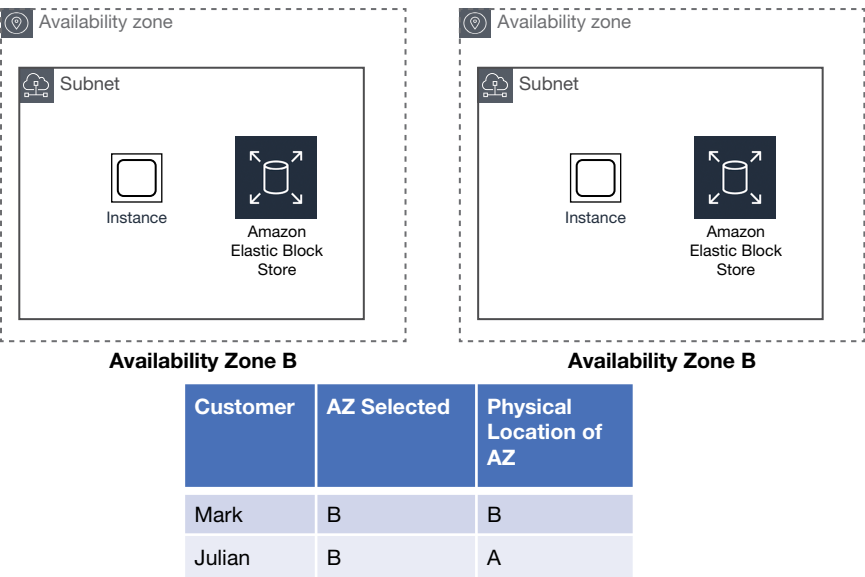 Availability zone
Subnet
Instance
Amazon
Elastic Block
Store
Availability Zone B
Availability zone
Subnet
Instance
Amazon
Elastic Block
Store
Availability Zone B
Customer AZ Selected Physical
Location of
AZ
Mark B B
Julian B A